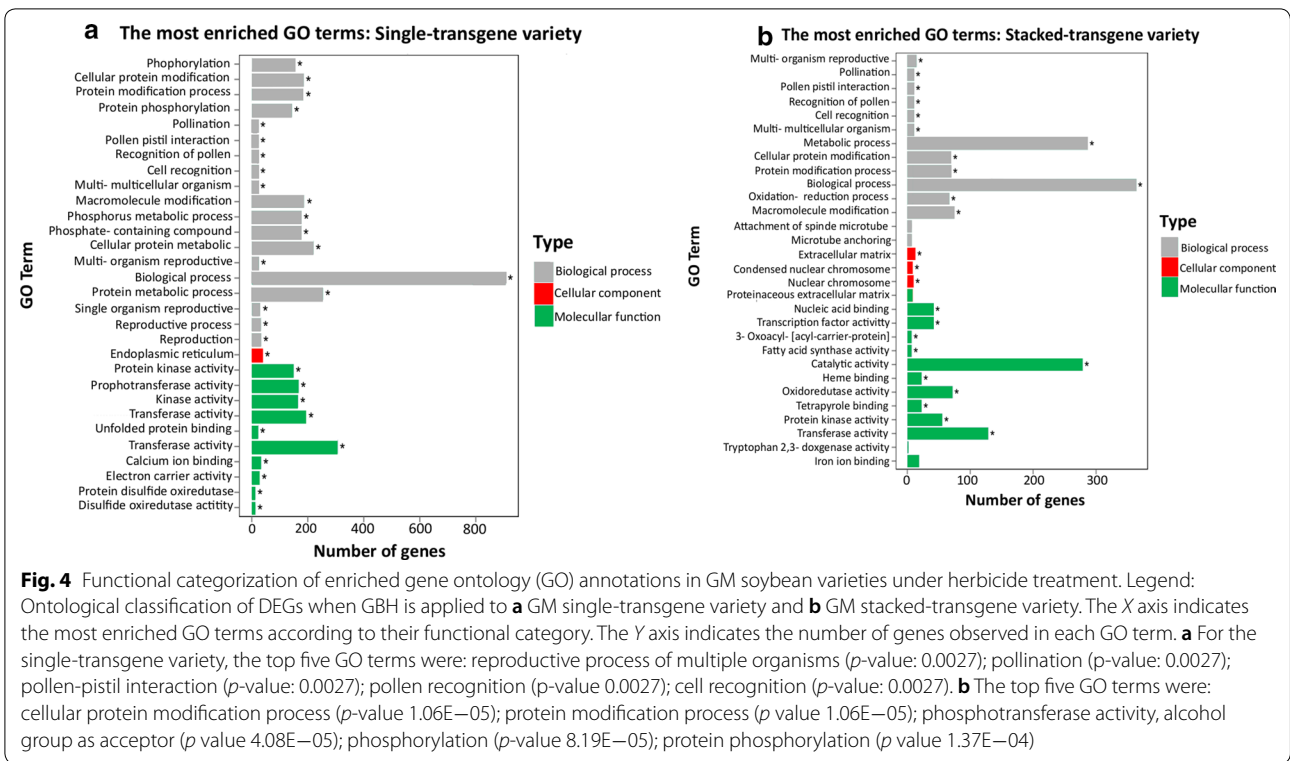 a The most enriched GO terms: Single-transgene variety
Phophorylation
Cellular protein modification
Protein modification process
Protein phosphorylation
Pollination
Pollen pistil interaction
Recognition of pollen
Cell recognition
Multi- multicellular organism
Macromolecule modification
Phosphorus metabolic process
Phosphate- containing compound
Cellular protein metabolic
Multi- organism reproductive
Biological process
Protein metabolic process
Single organism reproductive
Reproductive process
Reproduction
Endoplasmic reticulum
Protein kinase activity
Prophotransferase activity
Kinase activity
Transferase activity
Unfolded protein binding
Transferase activity
Calcium ion binding
Electron carrier activity
Protein disulfide oxiredutase
Disulfide oxiredutase actitity
GO Term
0 200 400 600 800
Number of genes
Type
Biological process
Cellular component
Molecullar function
b The most enriched GO terms: Stacked-transgene variety
Multi- organism reproductive
Pollination
Pollen pistil interaction
Recognition of pollen
Cell recognition
Multi- multicellular organism
Metabolic process
Cellular protein modification
Protein modification process
Biological process
Oxidation- reduction process
Macromolecule modification
Attachment of spinde microtube
Microtube anchoring
Extracellular matrix
Condensed nuclear chromosome
Nuclear chromosome
Proteinaceous extracellular matrix
Nucleic acid binding
Transcription factor activity
3- Oxoacyl- [acyl-carrier-protein]
Fatty acid synthase activity
Catalytic activity
Heme binding
Oxidoredutase activity
Tetrapyrole binding
Protein kinase activity
Transferase activity
Tryptophan 2,3- doxgenase activity
Iron ion binding
GO Term
0 100 200 300
Number of genes
Type
Biological process
Cellular component
Molecullar function
Fig. 4 Functional categorization of enriched gene ontology (GO) annotations in GM soybean varieties under herbicide treatment. Legend:
Ontological classification of DEGs when GBH is applied to a GM single-transgene variety and b GM stacked-transgene variety. The X axis indicates
the most enriched GO terms according to their functional category. The Y axis indicates the number of genes observed in each GO term. a For the
single-transgene variety, the top five GO terms were: reproductive process of multiple organisms (p-value: 0.0027); pollination (p-value: 0.0027);
pollen-pistil interaction (p-value: 0.0027); pollen recognition (p-value 0.0027); cell recognition (p-value: 0.0027). b The top five GO terms were:
cellular protein modification process (p-value 1.06E−05); protein modification process (p value 1.06E−05); phosphotransferase activity, alcohol
group as acceptor (p value 4.08E−05); phosphorylation (p-value 8.19E−05); protein phosphorylation (p value 1.37E−04)